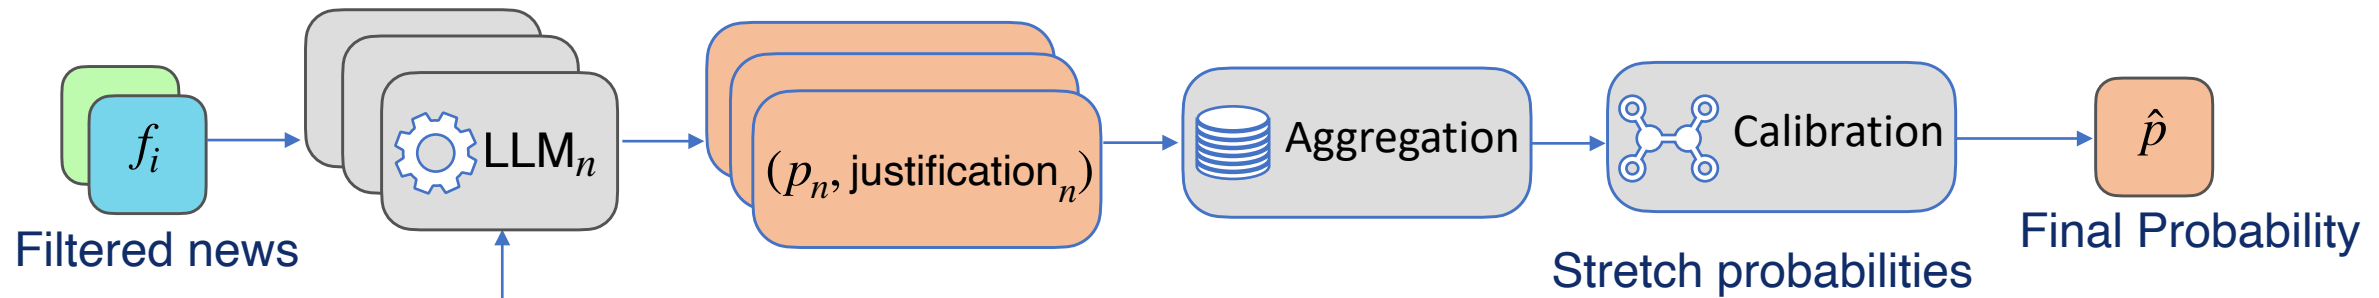 f_i
LLM_n
(p_n, justification_n)
Aggregation
Calibration
p̂
Filtered news
Stretch probabilities
Final Probability